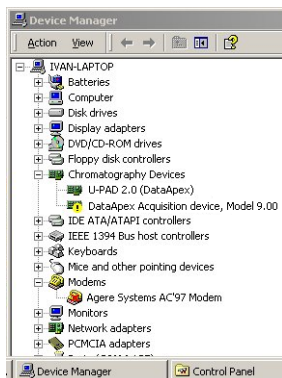 Device Manager
Action View
IVAN-LAPTOP
Batteries
Computer
Disk drives
Display adapters
DVD/CD-ROM drives
Floppy disk controllers
Chromatography Devices
U-PAD 2.0 (DataApex)
DataApex Acquisition device, Model 9.00
IDE ATA/ATAPI controllers
IEEE 1394 Bus host controllers
Keyboards
Mice and other pointing devices
Modems
Agere Systems AC'97 Modem
Monitors
Network adapters
PCMCIA adapters
Device Manager Control Panel